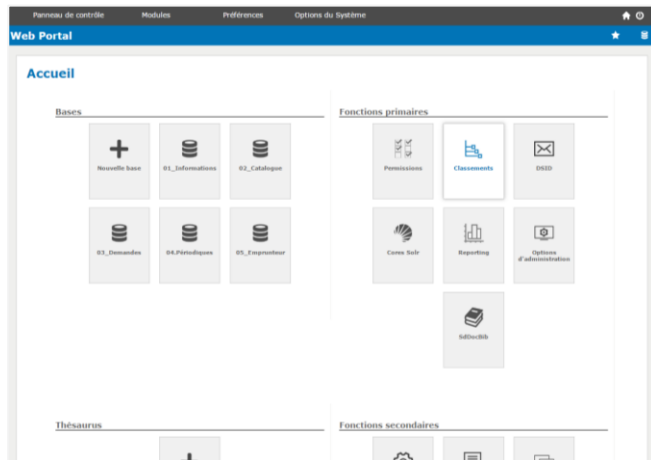 Panneau de contrôle Modules Préférences Options du Système
Web Portal
Accueil
Bases
Nouvelle base 01_Informations 02_Catalogue
03_Demandes 04.Périodiques 05_Emprunteur
Fonctions primaires
Permissions Classements DSID
Cores Solr Reporting Options
d'administration
SdDocBib
Thésaurus
Fonctions secondaires